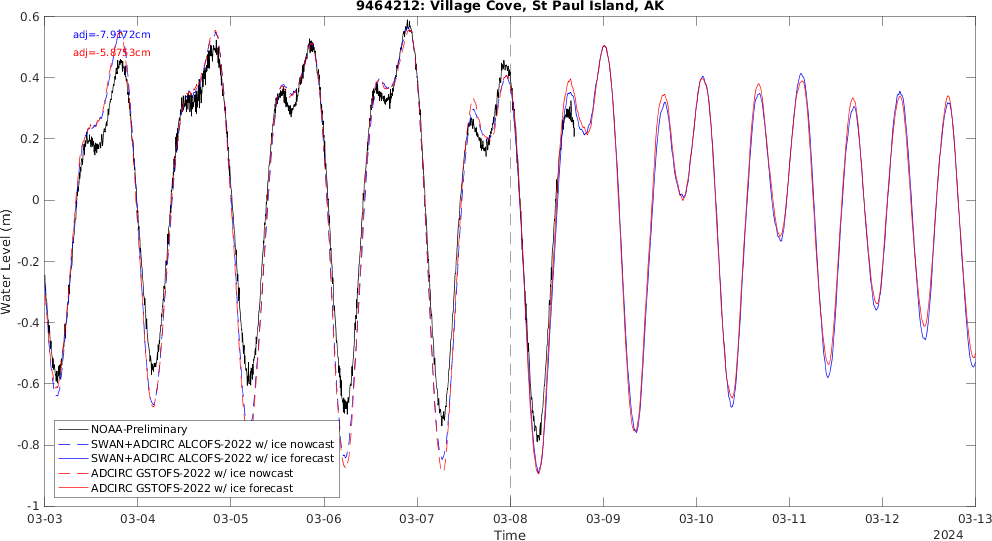 9464212: Village Cove, St Paul Island, AK
adj=-7.9172cm
adj=-5.8753cm
Water Level (m)
0.6
0.4
0.2
0
-0.2
-0.4
-0.6
-0.8
-1
NOAA-Preliminary
SWAN+ADCIRC ALCOFS-2022 w/ ice nowcast
SWAN+ADCIRC ALCOFS-2022 w/ ice forecast
ADCIRC GSTOFS-2022 w/ ice nowcast
ADCIRC GSTOFS-2022 w/ ice forecast
03-03 03-04 03-05 03-06 03-07 03-08 03-09 03-10 03-11 03-12 03-13
Time
2024